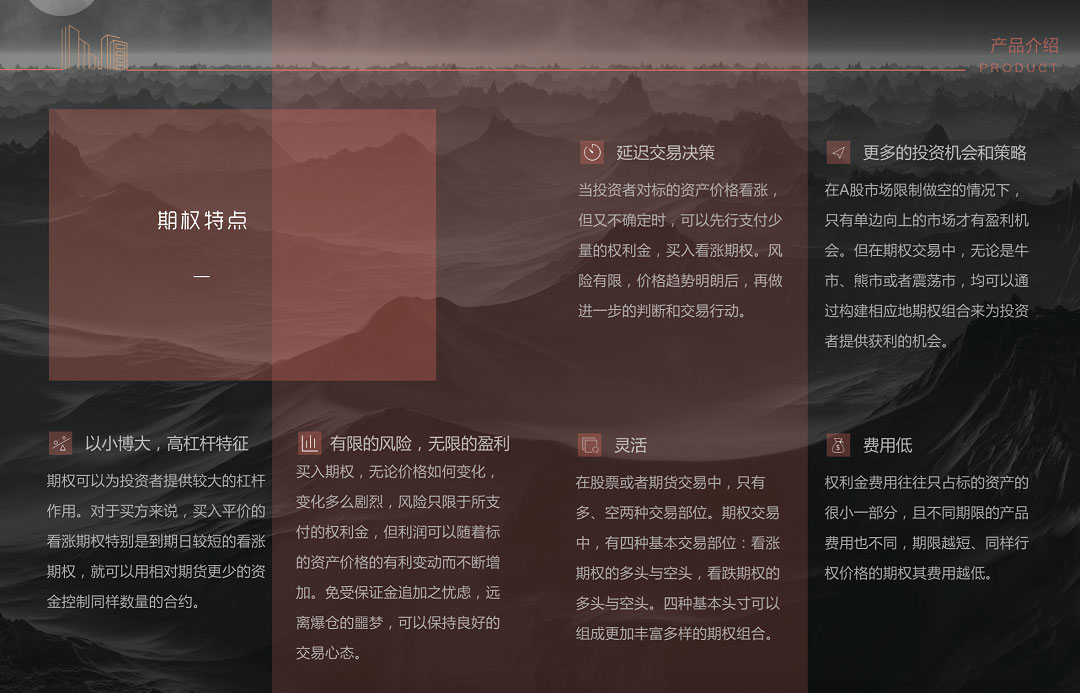 产品介绍
PRODUCT
期权特点
—
延迟交易决策
当投资者对标的资产价格看涨，
但又不确定时，可以先行支付少
量的权利金，买入看涨期权。风
险有限，价格趋势明朗后，再做
进一步的判断和交易行动。
更多的投资机会和策略
在A股市场限制做空的情况下，
只有单边向上的市场才有盈利机
会。但在期权交易中，无论是牛
市、熊市或者震荡市，均可以通
过构建相应地期权组合来为投资
者提供获利的机会。
以小博大，高杠杆特征
期权可以为投资者提供较大的杠杆
作用。对于买方来说，买入平价的
看涨期权特别是到期日较短的看涨
期权，就可以用相对期货更少的资
金控制同样数量的合约。
有限的风险，无限的盈利
买入期权，无论价格如何变化，
变化多么剧烈，风险只限于所支
付的权利金，但利润可以随着标
的资产价格的有利变动而不断增
加。免受保证金追加之忧虑，远
离爆仓的噩梦，可以保持良好的
交易心态。
灵活
在股票或者期货交易中，只有
多、空两种交易部位。期权交易
中，有四种基本交易部位：看涨
期权的多头与空头，看跌期权的
多头与空头。四种基本头寸可以
组成更加丰富多样的期权组合。
费用低
权利金费用往往只占标的资产的
很小一部分，且不同期限的产品
费用也不同，期限越短、同样行
权价格的期权其费用越低。